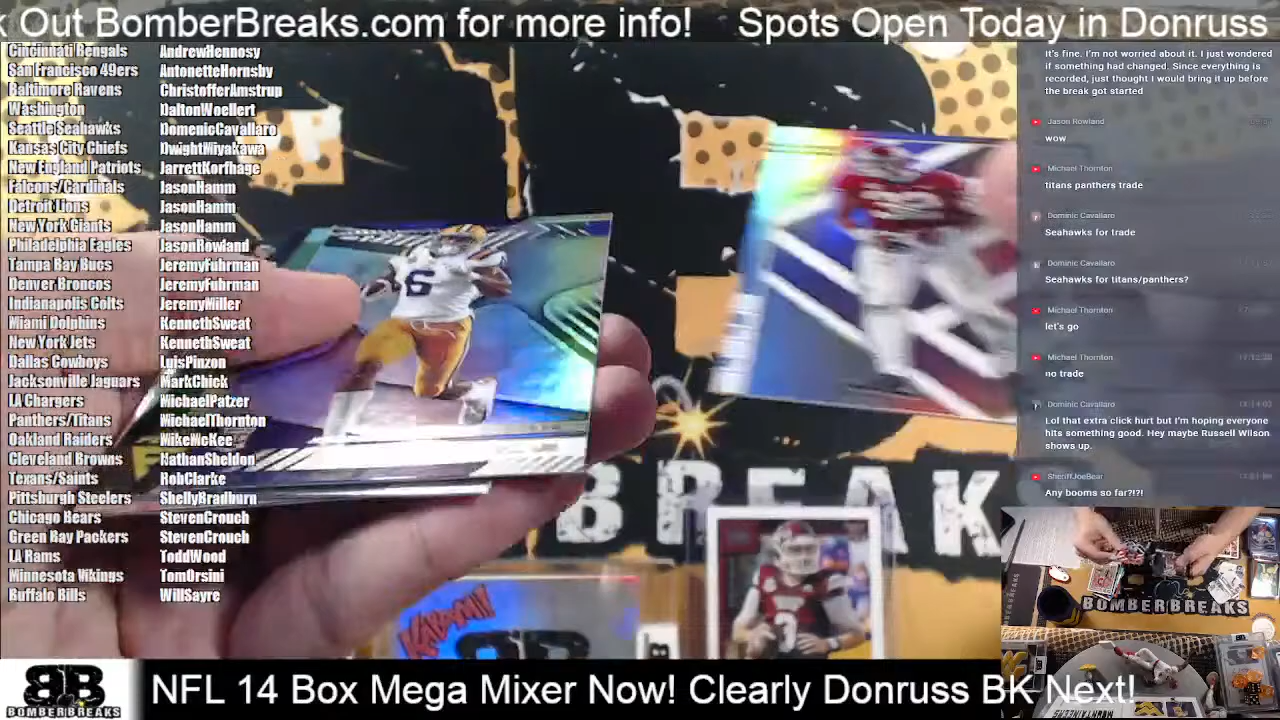 k Out BomberBreaks.com for more info! Spots Open Today in Donruss
Cincinnati Bengals AndrewHennosy
San Francisco 49ers AntonetteHornsby
Baltimore Ravens ChristofferAmstrup
Washington DaltonWoellert
Seattle Seahawks DomenicCavallaro
Kansas City Chiefs DwightMiyakawa
New England Patriots JarrettKorfhage
Falcons/Cardinals JasonHamm
Detroit Lions JasonHamm
New York Giants JasonHamm
Philadelphia Eagles JasonRowland
Tampa Bay Bucs JeremyFuhrman
Denver Broncos JeremyFuhrman
Indianapolis Colts JeremyMiller
Miami Dolphins KennethSweat
New York Jets KennethSweat
Dallas Cowboys LuisPinzon
Jacksonville Jaguars MarkChick
LA Chargers MichaelPatzer
Panthers/Titans MichaelThornton
Oakland Raiders MikeMcKee
Cleveland Browns NathanSheldon
Texans/Saints RobClarke
Pittsburgh Steelers ShellyBradburn
Chicago Bears StevenCrouch
Green Bay Packers StevenCrouch
LA Rams ToddWood
Minnesota Vikings TomOrsini
Buffalo Bills WillSayre
it's fine. I'm not worried about it. I just wondered
if something had changed. Since everything is
recorded, just thought I would bring it up before
the break got started
Jason Rowland
wow
Michael Thornton
titans panthers trade
Dominic Cavallaro
Seahawks for trade
Dominic Cavallaro
Seahawks for titans/panthers?
Michael Thornton
let's go
Michael Thornton
no trade
Dominic Cavallaro
Lol that extra click hurt but I'm hoping everyone
hits something good. Hey maybe Russell Wilson
shows up.
SheriffJoeBear
Any booms so far?!?!
6
BREAK
KABAM!
3
BOMBERBREAKS
BB
BOMBERBREAKS
NFL 14 Box Mega Mixer Now! Clearly Donruss BK Next!